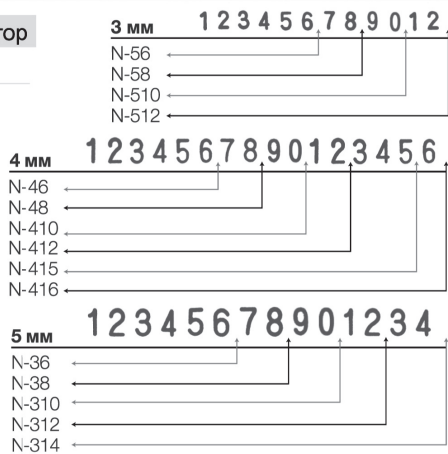 тор
3 мм 1 2 3 4 5 6 7 8 9 0 1 2
N-56
N-58
N-510
N-512
4 мм 1 2 3 4 5 6 7 8 9 0 1 2 3 4 5 6
N-46
N-48
N-410
N-412
N-415
N-416
5 мм 1 2 3 4 5 6 7 8 9 0 1 2 3 4
N-36
N-38
N-310
N-312
N-314